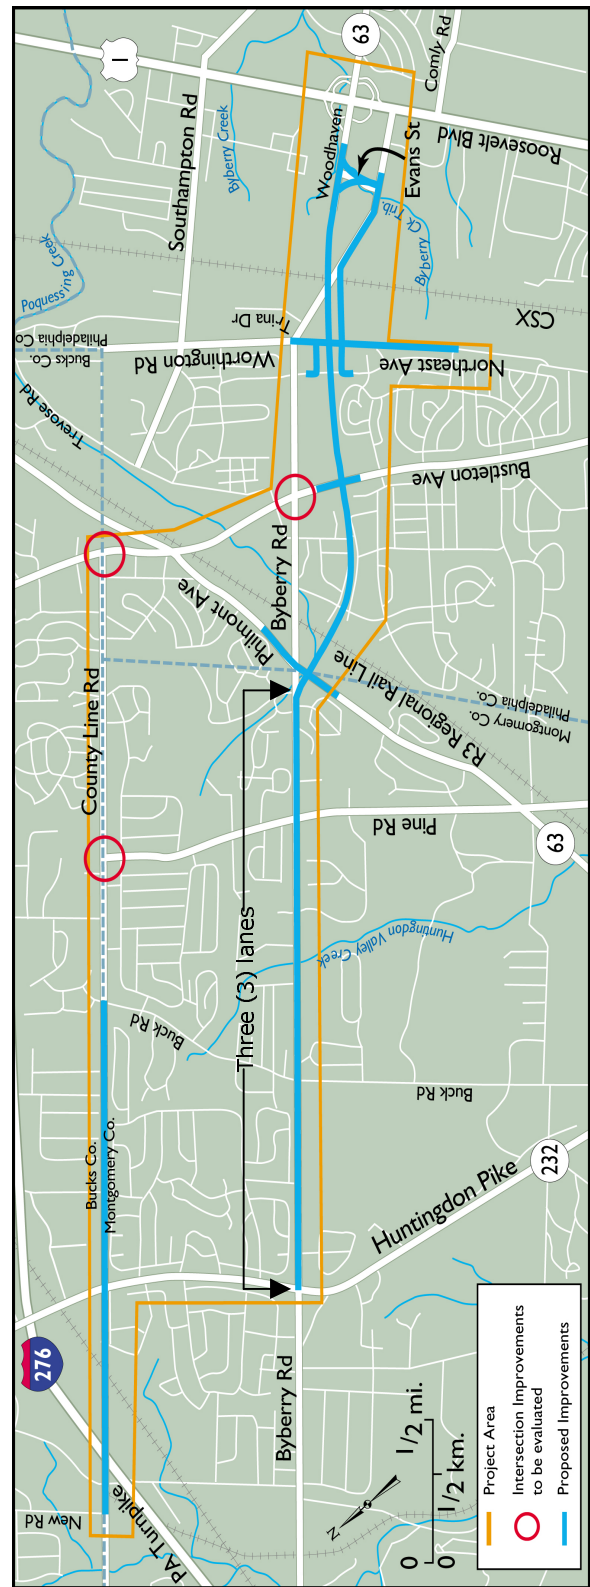 63
1
Comly Rd
Southampton Rd
Byberry Creek
Woodhaven
Evans St
Roosevelt Blvd
Byberry
Ck Trib.
Poquessing Creek
CSX
Trina Dr
Philadelphia Co.
Bucks Co.
Worthington Rd
Northeast Ave
Trevose Rd
Bustleton Ave
Byberry Rd
Philmont Ave
R3 Regional Rail Line
Philadelphia Co.
Montgomery Co.
County Line Rd
Pine Rd
63
Three (3) lanes
Huntingdon Valley
Creek
Buck Rd
Buck Rd
Bucks Co.
Montgomery Co.
232
Huntingdon Pike
276
Byberry Rd
New Rd
PA Turnpike
N
0
1/2 mi.
0
1/2 km.
Project Area
Intersection Improvements
to be evaluated
Proposed Improvements